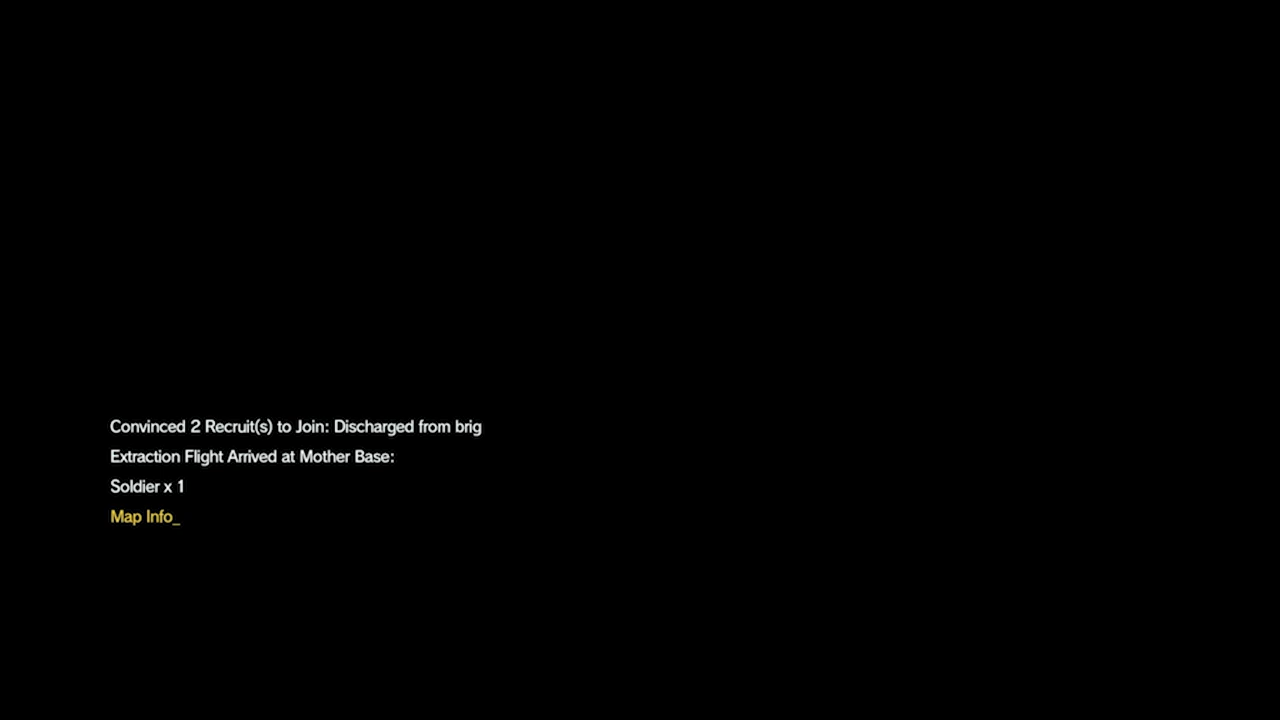 Convinced 2 Recruit(s) to Join: Discharged from brig
Extraction Flight Arrived at Mother Base:
Soldier x 1
Map Info_